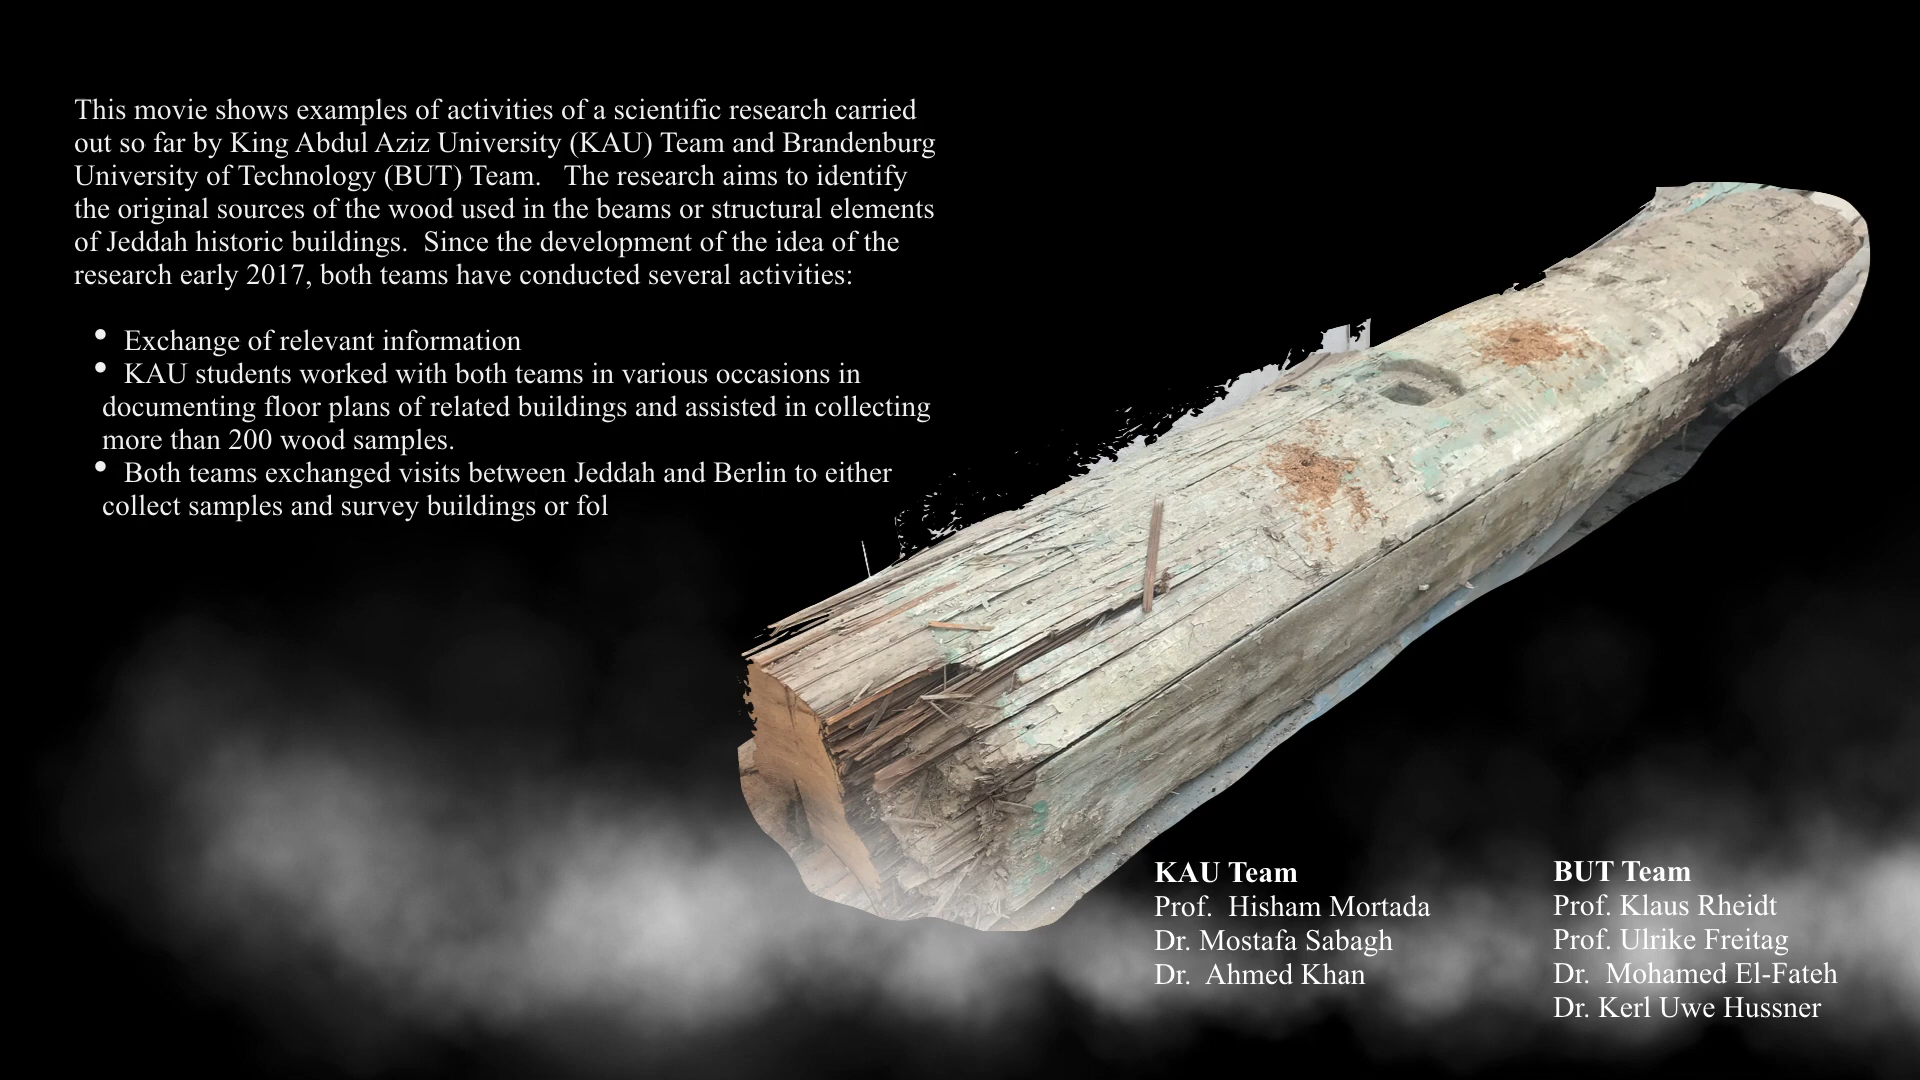 This movie shows examples of activities of a scientific research carried
out so far by King Abdul Aziz University (KAU) Team and Brandenburg
University of Technology (BUT) Team.   The research aims to identify
the original sources of the wood used in the beams or structural elements
of Jeddah historic buildings.  Since the development of the idea of the
research early 2017, both teams have conducted several activities:
• Exchange of relevant information
• KAU students worked with both teams in various occasions in
documenting floor plans of related buildings and assisted in collecting
more than 200 wood samples.
• Both teams exchanged visits between Jeddah and Berlin to either
collect samples and survey buildings or fol
KAU Team
Prof.  Hisham Mortada
Dr. Mostafa Sabagh
Dr.  Ahmed Khan
BUT Team
Prof. Klaus Rheidt
Prof. Ulrike Freitag
Dr.  Mohamed El-Fateh
Dr. Kerl Uwe Hussner